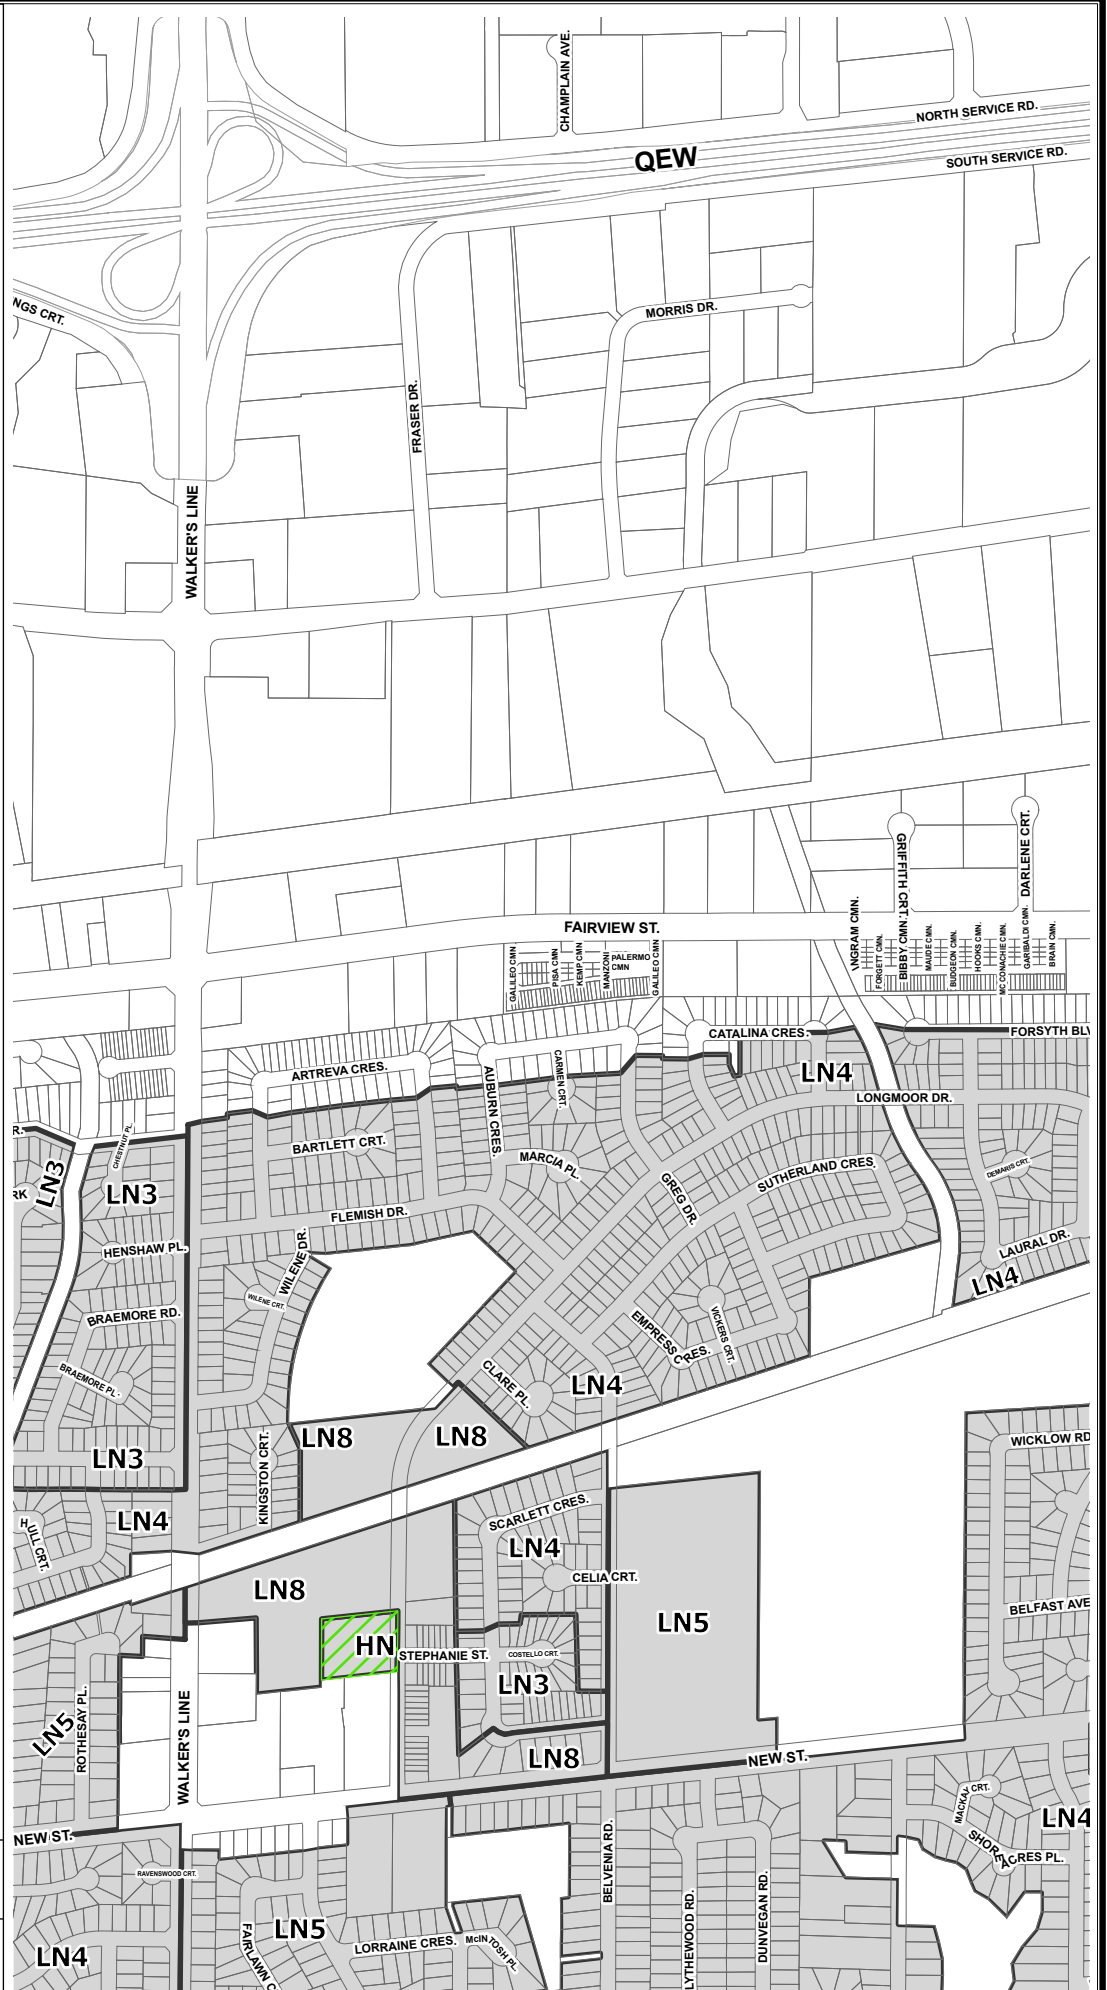 CHAMPLAIN AVE.
NORTH SERVICE RD.
QEW
SOUTH SERVICE RD.
NGS CRT.
MORRIS DR.
FRASER DR.
WALKER'S LINE
GRIFFITH CRT.
DARLENE CRT.
FAIRVIEW ST.
INGRAM CMN.
FORGETT CMN.
BIBBY CMN.
MAUDE CMN.
BUDGEON CMN.
HOOKS CMN.
MC CONACHIE CMN.
GARIBALDI CMN.
BRAIN CMN.
GALILEO CMN
PISA CMN
KEMP CMN
MANZONI
PALERMO
CMN
GALILEO CMN
CATALINA CRES.
FORSYTH BLV
ARTREVA CRES.
AUBURN CRES.
CARMEN CRT.
LN4
LONGMOOR DR.
R.
CHESTNUT PL.
BARTLETT CRT.
MARCIA PL.
SUTHERLAND CRES.
DEMARIS CRT.
LN3
RK
LN3
GREG DR.
FLEMISH DR.
HENSHAW PL.
WILENE DR.
LAURAL DR.
LN4
WILENE CRT.
BRAEMORE RD.
EMPRESS CRES.
VICKERS CRT.
BRAEMORE PL.
CLARE PL.
LN4
LN8
LN8
WICKLOW RD
LN3
KINGSTON CRT.
LN4
HULL CRT.
SCARLETT CRES.
LN4
CELIA CRT.
LN8
BELFAST AVE
LN5
HN
STEPHANIE ST.
COSTELLO CRT.
LN3
LN5
ROTHESAY PL.
WALKER'S LINE
LN8
NEW ST.
MACKAY CRT.
LN4
NEW ST.
SHORE ACRES PL.
RAVENSWOOD CRT.
BELVENIA RD.
LYTHEWOOD RD.
DUNVEGAN RD.
LN5
LN4
FAIRLAWN C
LORRAINE CRES.
McINTOSH PL.